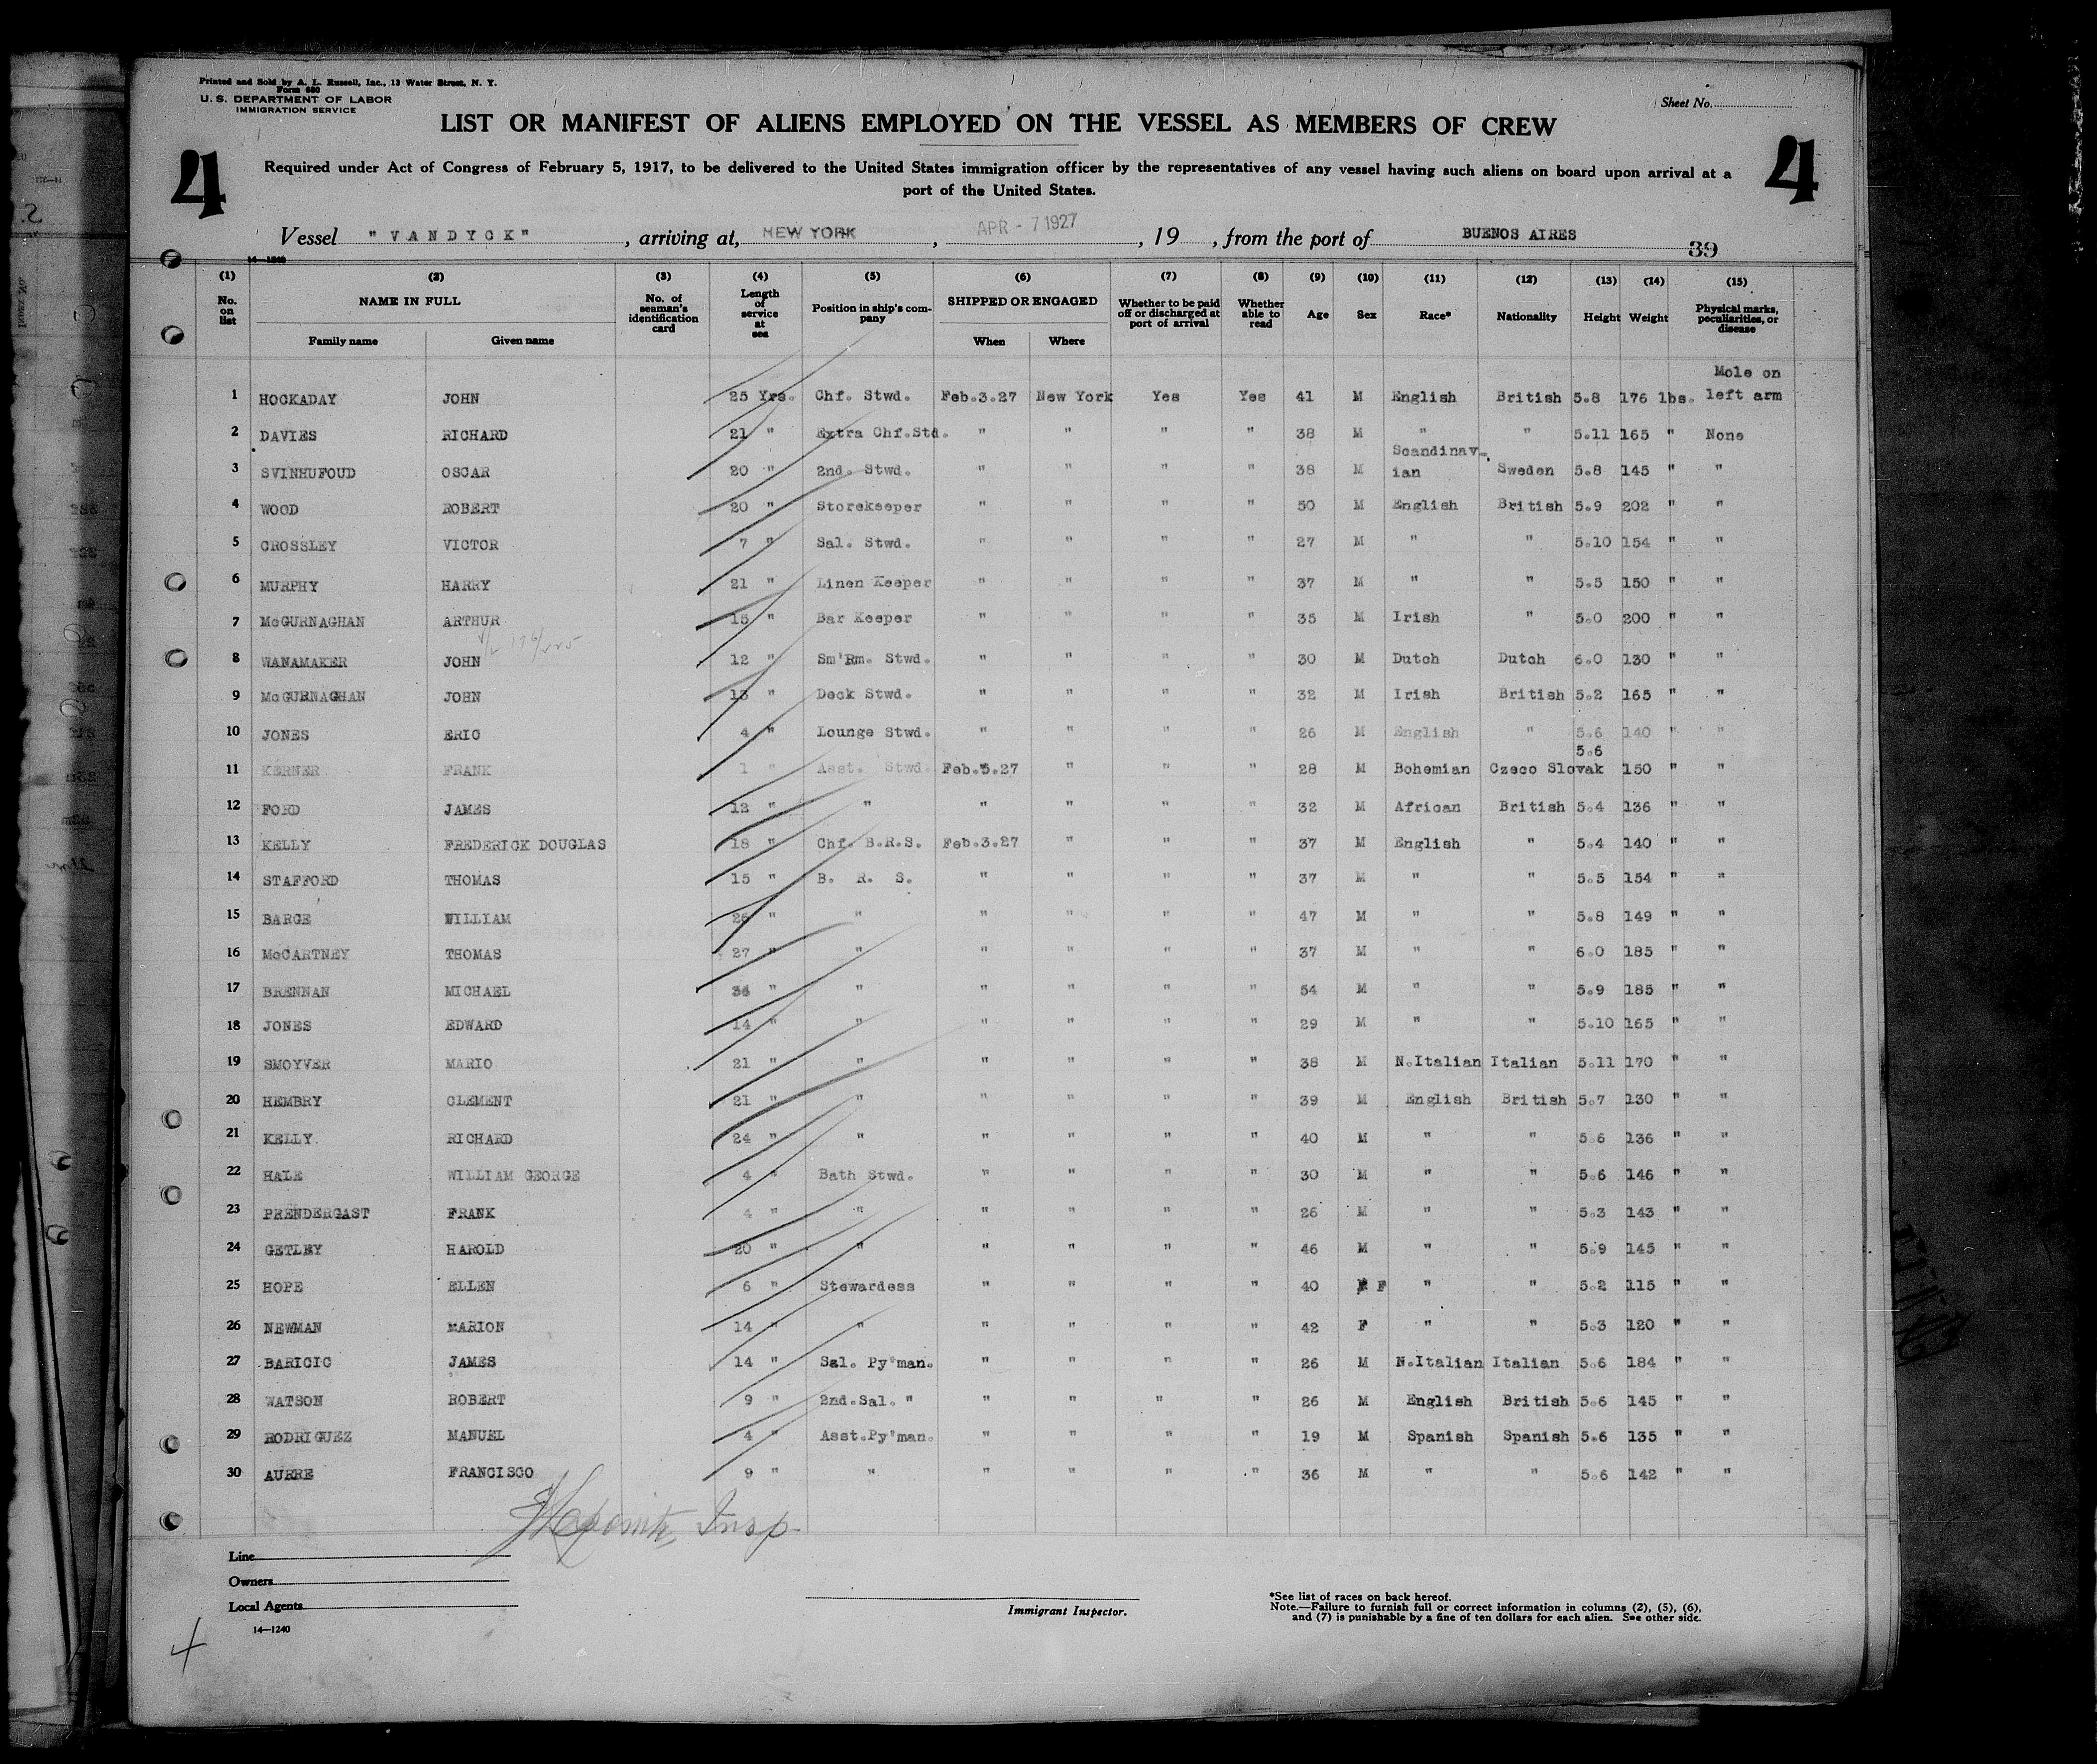 Printed and Sold by A. L. Russell, Inc., 13 Water Street, N. Y.
Form 680
U. S. DEPARTMENT OF LABOR
IMMIGRATION SERVICE
Sheet No.
LIST OR MANIFEST OF ALIENS EMPLOYED ON THE VESSEL AS MEMBERS OF CREW
4 4
Required under Act of Congress of February 5, 1917, to be delivered to the United States immigration officer by the representatives of any vessel having such aliens on board upon arrival at a
port of the United States.
Vessel "VANDYCK", arriving at, NEW YORK, APR - 7 1927, 19 , from the port of BUENOS AIRES 39
14-1240
(1) (2) (3) (4) (5) (6) (7) (8) (9) (10) (11) (12) (13) (14) (15)
No. on list NAME IN FULL No. of seaman's identification card Length of service at sea Position in ship's company SHIPPED OR ENGAGED Whether to be paid off or discharged at port of arrival Whether able to read Age Sex Race* Nationality Height Weight Physical marks, peculiarities, or disease
Family name Given name When Where
Mole on
1 HOCKADAY JOHN 25 Yrs. Chf. Stwd. Feb.3.27 New York Yes Yes 41 M English British 5.8 176 lbs. left arm
2 DAVIES RICHARD 21 " Extra Chf.Std. " " " " 38 M " " 5.11 165 " None
Scandinav-
3 SVINHUFOUD OSCAR 20 " 2nd. Stwd. " " " " 38 M ian Sweden 5.8 145 " "
4 WOOD ROBERT 20 " Storekeeper " " " " 50 M English British 5.9 202 " "
5 CROSSLEY VICTOR 7 " Sal. Stwd. " " " " 27 M " " 5.10 154 " "
6 MURPHY HARRY 21 " Linen Keeper " " " " 37 M " " 5.5 150 " "
7 McGURNAGHAN ARTHUR 15 " Bar Keeper " " " " 35 M Irish " 5.0 200 " "
8 WANAMAKER JOHN 12 " Sm'Rm. Stwd. " " " " 30 M Dutch Dutch 6.0 130 " "
9 McGURNAGHAN JOHN 13 " Deck Stwd. " " " " 32 M Irish British 5.2 165 " "
10 JONES ERIC 4 " Lounge Stwd. " " " " 26 M English " 5.6 140 " "
5.6
11 KERNER FRANK 1 " Asst. Stwd. Feb.5.27 " " " 28 M Bohemian Czeco Slovak 150 " "
12 FORD JAMES 12 " " " " " " 32 M African British 5.4 136 " "
13 KELLY FREDERICK DOUGLAS 18 " Chf. B.R.S. Feb.3.27 " " " 37 M English " 5.4 140 " "
14 STAFFORD THOMAS 15 " B. R. S. " " " " 37 M " " 5.5 154 " "
15 BARGE WILLIAM " " " " " " 47 M " " 5.8 149 " "
16 McCARTNEY THOMAS 27 " " " " " " 37 M " " 6.0 185 " "
17 BRENNAN MICHAEL 36 " " " " " " 54 M " " 5.9 185 " "
18 JONES EDWARD 14 " " " " " " 29 M " " 5.10 165 " "
19 SMOYVER MARIO 21 " " " " " " 38 M N.Italian Italian 5.11 170 " "
20 HEMBRY CLEMENT 21 " " " " " " 39 M English British 5.7 130 " "
21 KELLY RICHARD 24 " " " " " " 40 M " " 5.6 136 " "
22 HALE WILLIAM GEORGE 4 " Bath Stwd. " " " " 30 M " " 5.6 146 " "
23 PRENDERGAST FRANK 4 " " " " " " 26 M " " 5.3 143 " "
24 GETLEY HAROLD 20 " " " " " " 46 M " " 5.9 145 " "
25 HOPE ELLEN 6 " Stewardess " " " " 40 F " " 5.2 115 " "
26 NEWMAN MARION 14 " " " " " " 42 F " " 5.3 120 " "
27 BARICIC JAMES 14 " Sal. Py'man. " " " " 26 M N.Italian Italian 5.6 184 " "
28 WATSON ROBERT 9 " 2nd.Sal. " " " " " 26 M English British 5.6 145 " "
29 RODRIGUEZ MANUEL 4 " Asst.Py'man. " " " " 19 M Spanish Spanish 5.6 135 " "
30 AUBRE FRANCISCO 9 " " " " " " 36 M " " 5.6 142 " "
Insp.
Line
Owners
Local Agents
14—1240
Immigrant Inspector.
*See list of races on back hereof.
Note.—Failure to furnish full or correct information in columns (2), (5), (6),
and (7) is punishable by a fine of ten dollars for each alien. See other side.
4